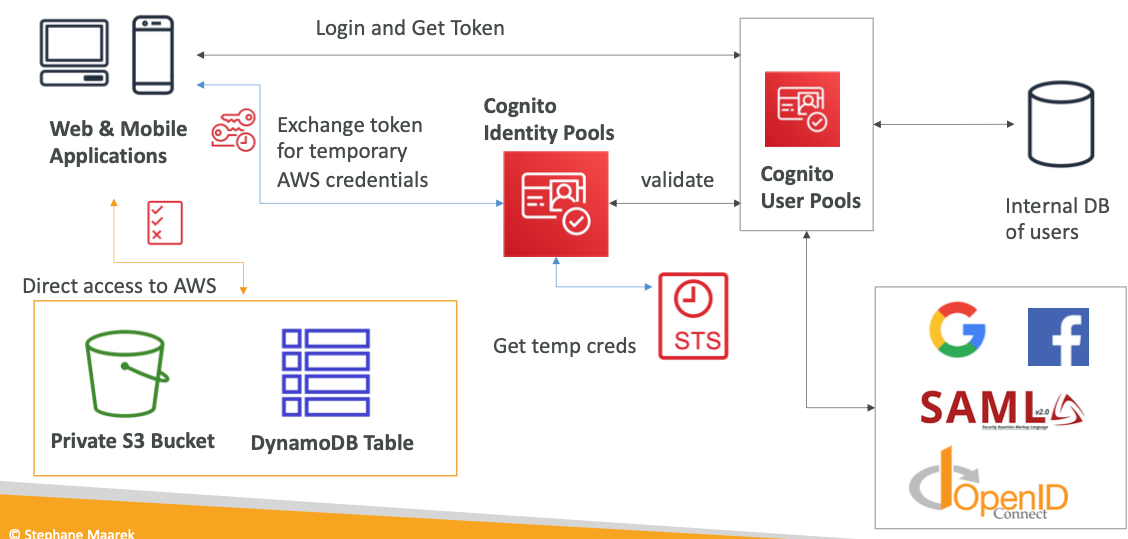 Login and Get Token
Web & Mobile
Applications
Exchange token
for temporary
AWS credentials
Cognito
Identity Pools
validate
Cognito
User Pools
Internal DB
of users
Direct access to AWS
Private S3 Bucket
DynamoDB Table
Get temp creds
STS
G
f
SAML v2.0
Security Assertion Markup Language
OpenID
Connect
© Stephane Maarek